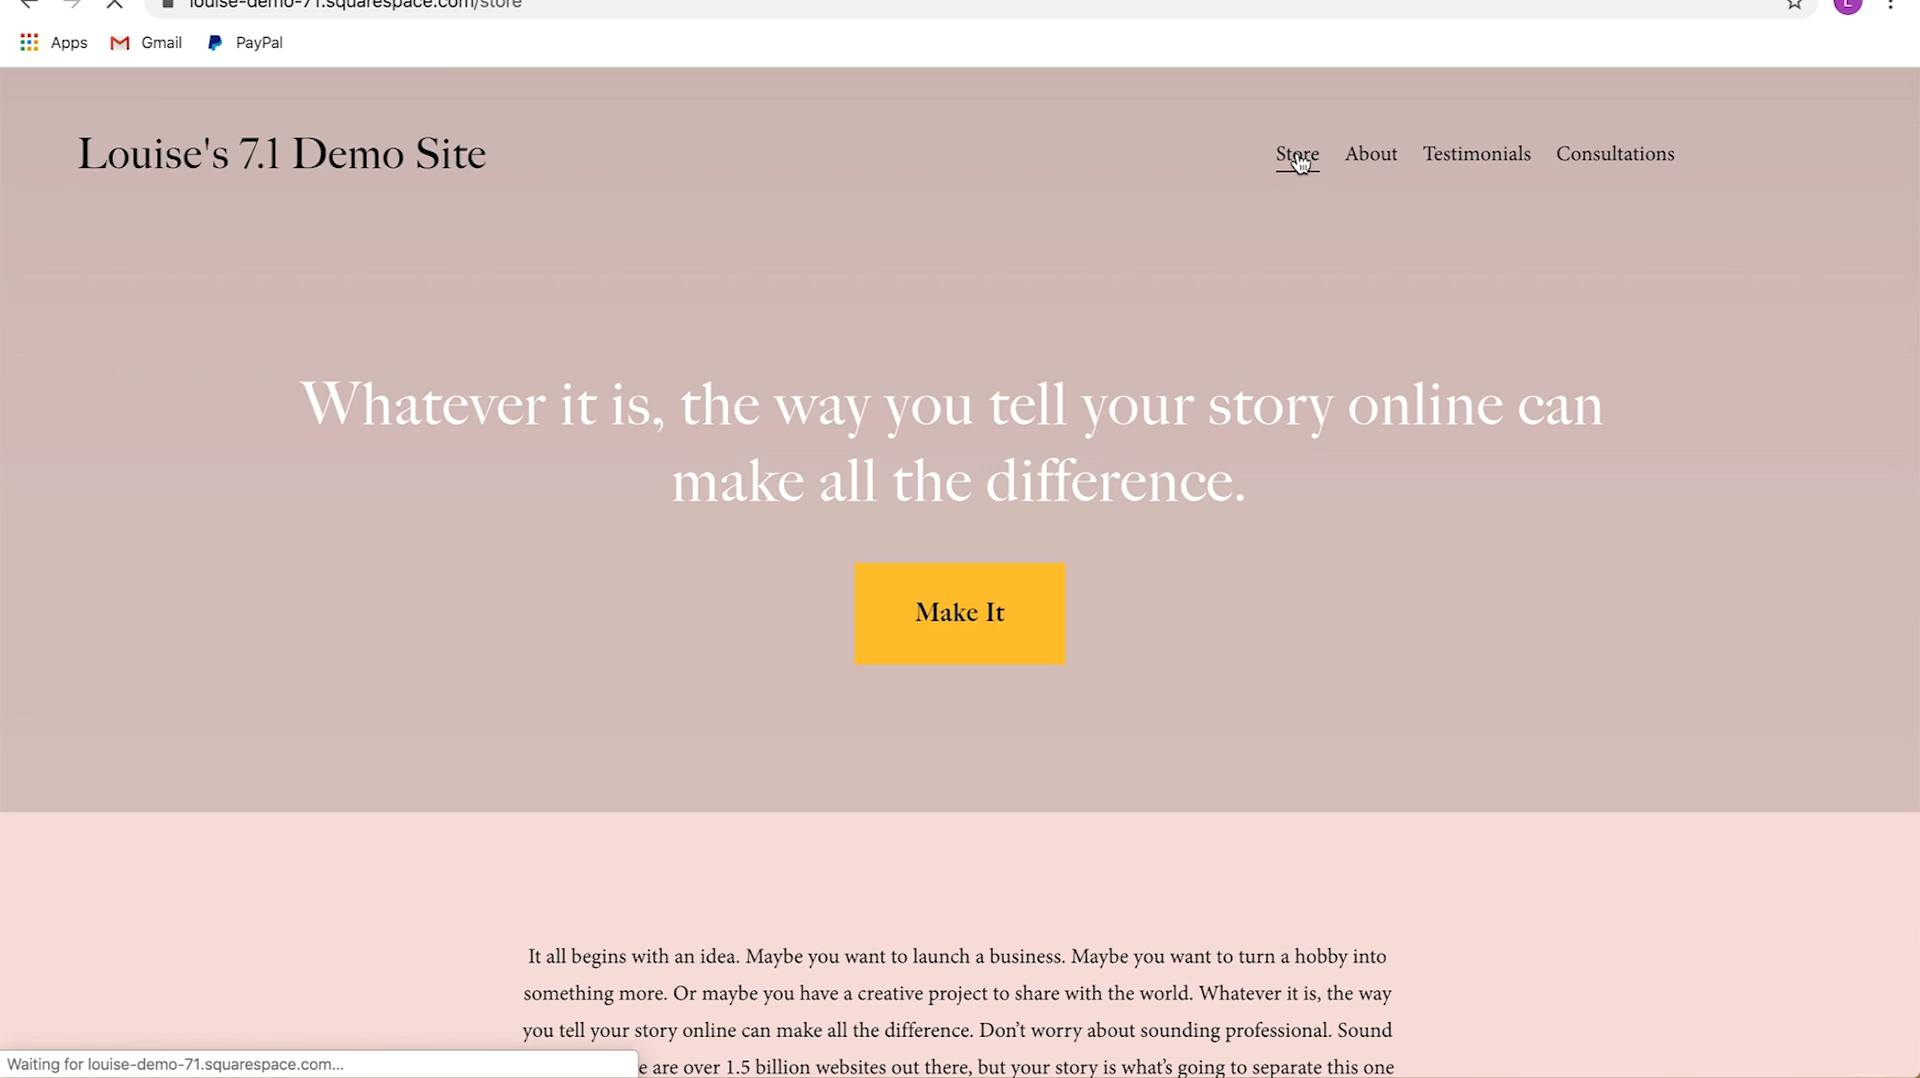 louise-demo-71.squarespace.com/store
L
Apps Gmail PayPal
Louise's 7.1 Demo Site
Store About Testimonials Consultations
Whatever it is, the way you tell your story online can
make all the difference.
Make It
It all begins with an idea. Maybe you want to launch a business. Maybe you want to turn a hobby into
something more. Or maybe you have a creative project to share with the world. Whatever it is, the way
you tell your story online can make all the difference. Don’t worry about sounding professional. Sound
e are over 1.5 billion websites out there, but your story is what’s going to separate this one
Waiting for louise-demo-71.squarespace.com...